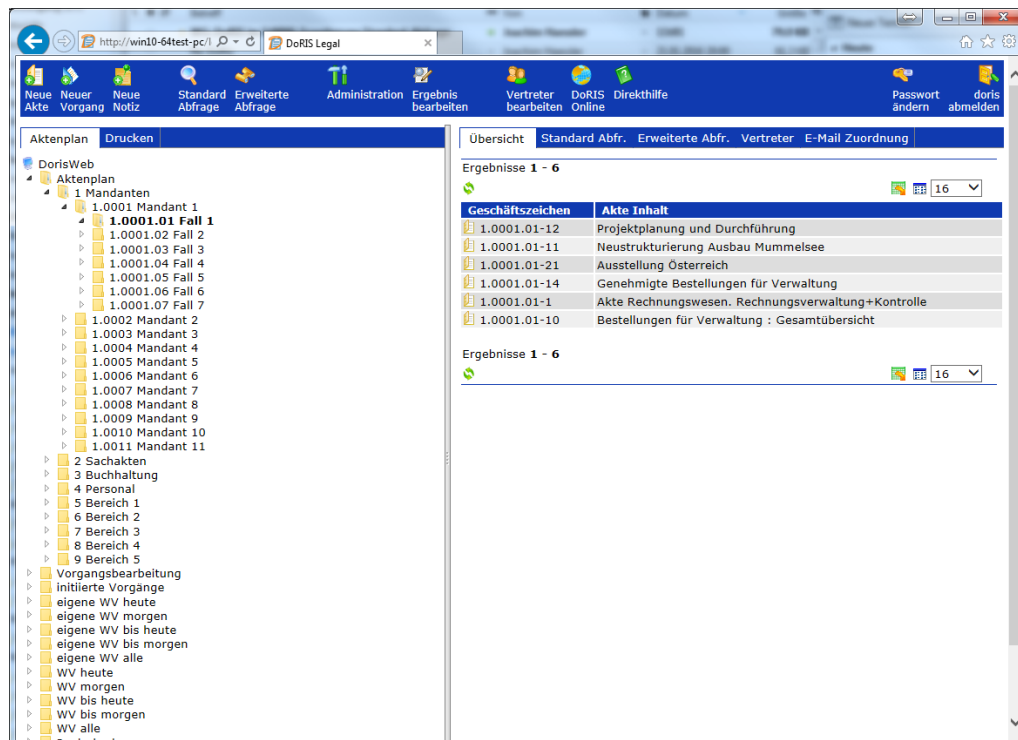 http://win10-64test-pc/l
DoRIS Legal
Neue Akte
Neuer Vorgang
Neue Notiz
Standard Abfrage
Erweiterte Abfrage
Administration
Ergebnis bearbeiten
Vertreter bearbeiten
DoRIS Online
Direkthilfe
Passwort ändern
doris abmelden
Aktenplan
Drucken
DorisWeb
Aktenplan
1 Mandanten
1.0001 Mandant 1
1.0001.01 Fall 1
1.0001.02 Fall 2
1.0001.03 Fall 3
1.0001.04 Fall 4
1.0001.05 Fall 5
1.0001.06 Fall 6
1.0001.07 Fall 7
1.0002 Mandant 2
1.0003 Mandant 3
1.0004 Mandant 4
1.0005 Mandant 5
1.0006 Mandant 6
1.0007 Mandant 7
1.0008 Mandant 8
1.0009 Mandant 9
1.0010 Mandant 10
1.0011 Mandant 11
2 Sachakten
3 Buchhaltung
4 Personal
5 Bereich 1
6 Bereich 2
7 Bereich 3
8 Bereich 4
9 Bereich 5
Vorgangsbearbeitung
initiierte Vorgänge
eigene WV heute
eigene WV morgen
eigene WV bis heute
eigene WV bis morgen
eigene WV alle
WV heute
WV morgen
WV bis heute
WV bis morgen
WV alle
Übersicht Standard Abfr. Erweiterte Abfr. Vertreter E-Mail Zuordnung
Ergebnisse 1 - 6
16
Geschäftszeichen Akte Inhalt
1.0001.01-12 Projektplanung und Durchführung
1.0001.01-11 Neustrukturierung Ausbau Mummelsee
1.0001.01-21 Ausstellung Österreich
1.0001.01-14 Genehmigte Bestellungen für Verwaltung
1.0001.01-1 Akte Rechnungswesen. Rechnungsverwaltung+Kontrolle
1.0001.01-10 Bestellungen für Verwaltung : Gesamtübersicht
Ergebnisse 1 - 6
16